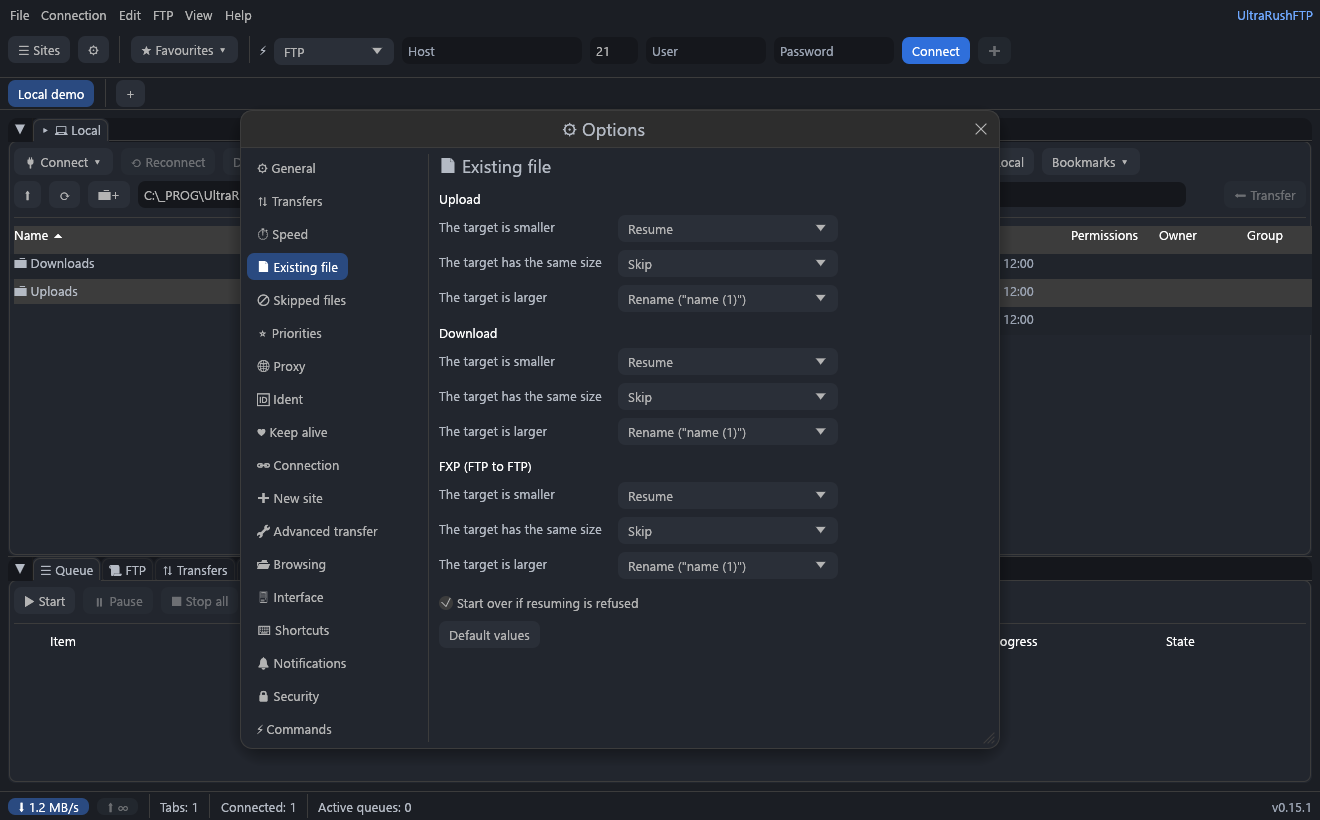 File Connection Edit FTP View Help UltraRushFTP
Sites Favourites FTP Host 21 User Password Connect +
Local demo +
Local Options
Connect Reconnect Bookmarks
C:\_PROG\UltraR Transfer
Name Permissions Owner Group
Downloads 12:00
Uploads 12:00
12:00
General
Transfers
Speed
Existing file
Skipped files
Priorities
Proxy
Ident
Keep alive
Connection
New site
Advanced transfer
Browsing
Interface
Shortcuts
Notifications
Security
Commands
Existing file
Upload
The target is smaller Resume
The target has the same size Skip
The target is larger Rename ("name (1)")
Download
The target is smaller Resume
The target has the same size Skip
The target is larger Rename ("name (1)")
FXP (FTP to FTP)
The target is smaller Resume
The target has the same size Skip
The target is larger Rename ("name (1)")
Start over if resuming is refused
Default values
Queue FTP Transfers
Start Pause Stop all
Item ogress State
1.2 MB/s ∞ Tabs: 1 Connected: 1 Active queues: 0 v0.15.1